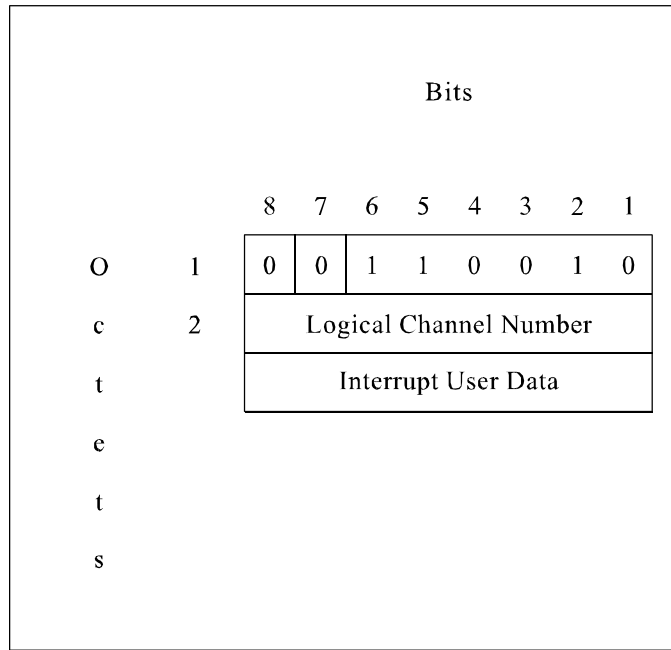 Bits
8 7 6 5 4 3 2 1
O 1 0 0 1 1 0 0 1 0
c 2 Logical Channel Number
t Interrupt User Data
e
t
s